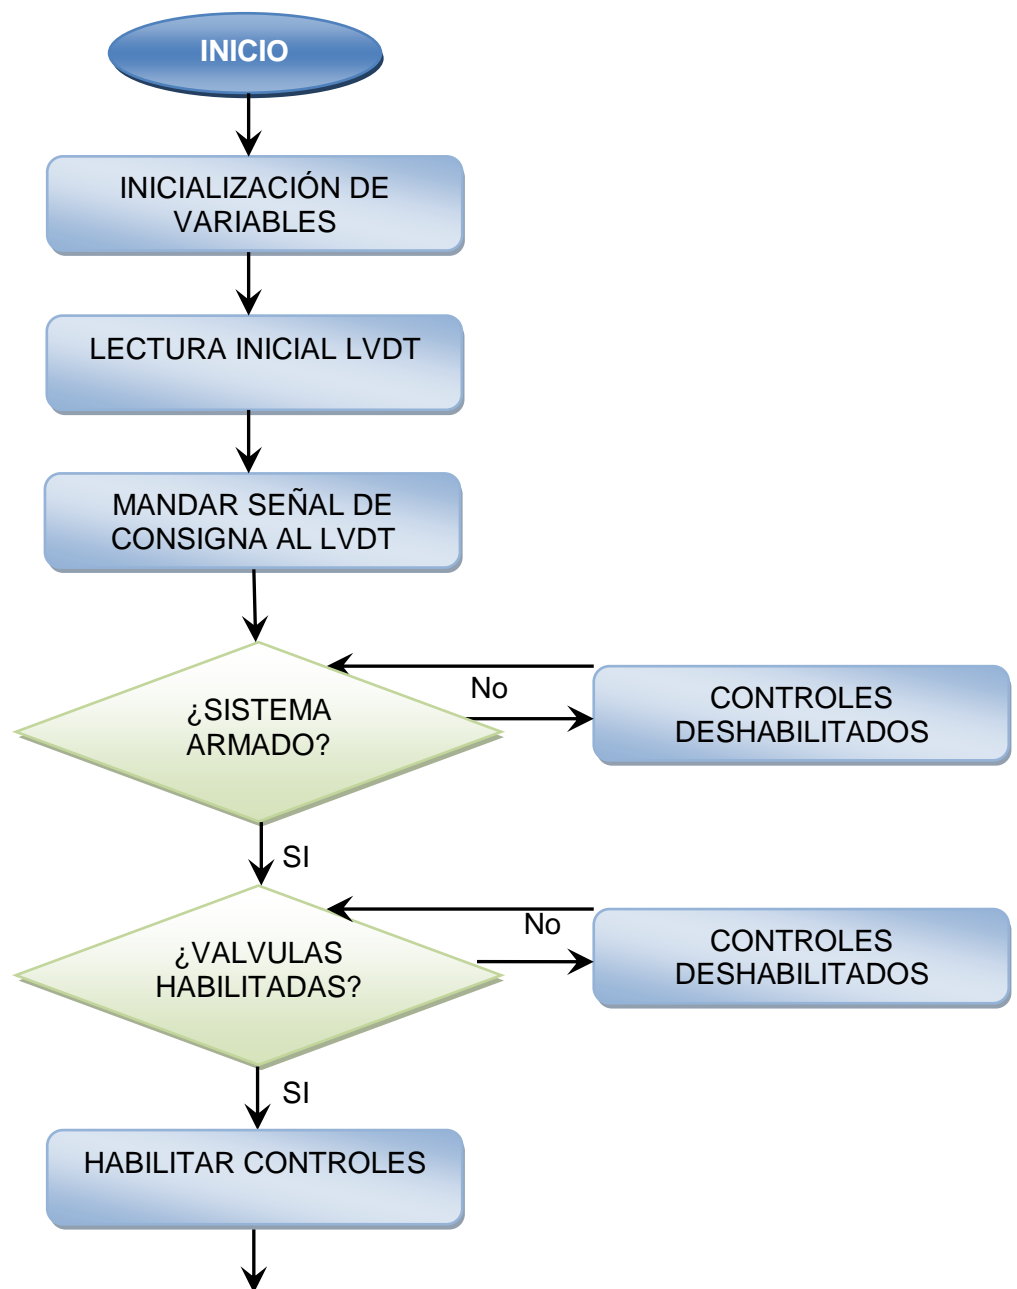 INICIO
INICIALIZACIÓN DE
VARIABLES
LECTURA INICIAL LVDT
MANDAR SEÑAL DE
CONSIGNA AL LVDT
¿SISTEMA
ARMADO?
No
CONTROLES
DESHABILITADOS
SI
¿VALVULAS
HABILITADAS?
No
CONTROLES
DESHABILITADOS
SI
HABILITAR CONTROLES